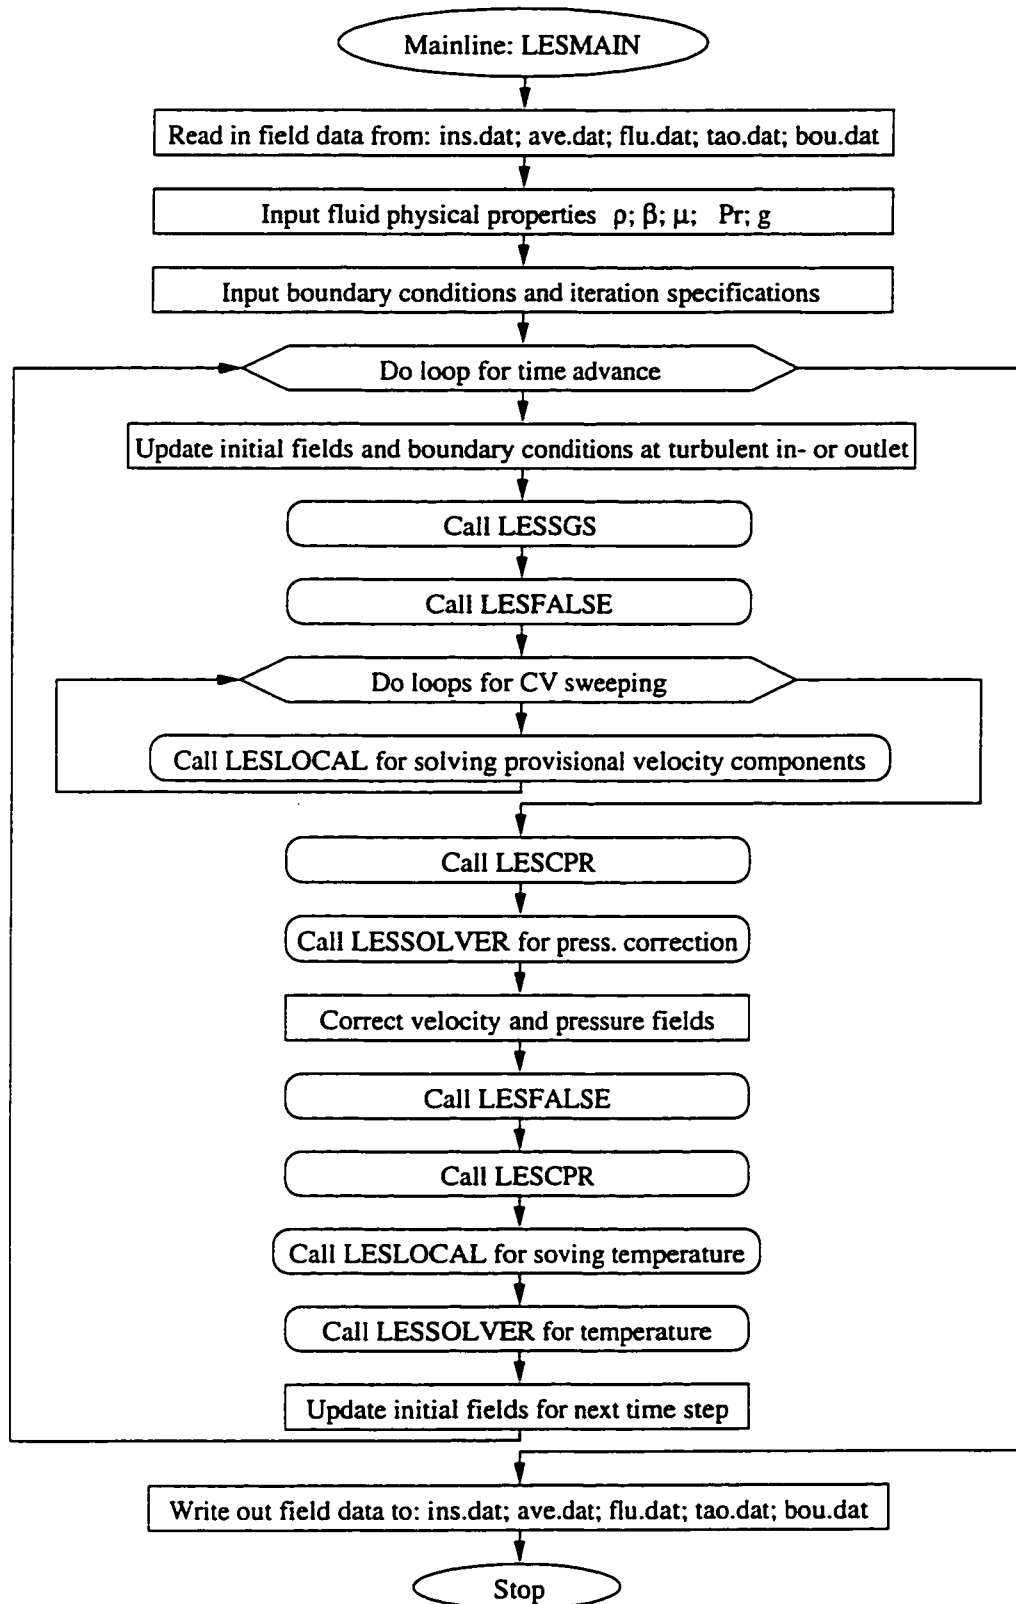 Mainline: LESMAIN
Read in field data from: ins.dat; ave.dat; flu.dat; tao.dat; bou.dat
Input fluid physical properties ρ; β; μ; Pr; g
Input boundary conditions and iteration specifications
Do loop for time advance
Update initial fields and boundary conditions at turbulent in- or outlet
Call LESSGS
Call LESFALSE
Do loops for CV sweeping
Call LESLOCAL for solving provisional velocity components
Call LESCPR
Call LESSOLVER for press. correction
Correct velocity and pressure fields
Call LESFALSE
Call LESCPR
Call LESLOCAL for soving temperature
Call LESSOLVER for temperature
Update initial fields for next time step
Write out field data to: ins.dat; ave.dat; flu.dat; tao.dat; bou.dat
Stop